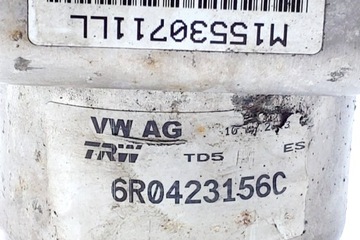 M15530711LL
VW AG
TRW TD5 ES
6R0423156C